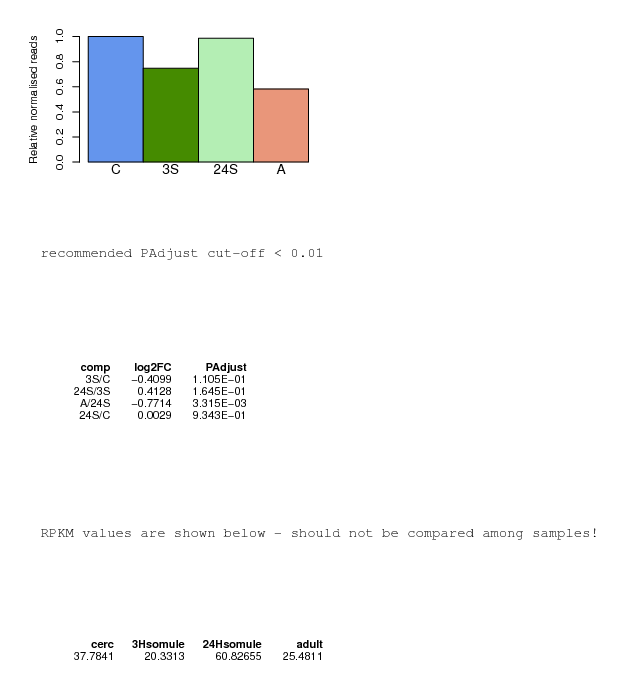 Relative normalised reads
1.0
0.8
0.6
0.4
0.2
0.0
C 3S 24S A
recommended PAdjust cut-off < 0.01
comp log2FC PAdjust
3S/C −0.4099 1.105E−01
24S/3S 0.4128 1.645E−01
A/24S −0.7714 3.315E−03
24S/C 0.0029 9.343E−01
RPKM values are shown below - should not be compared among samples!
cerc 3Hsomule 24Hsomule adult
37.7841 20.3313 60.82655 25.4811